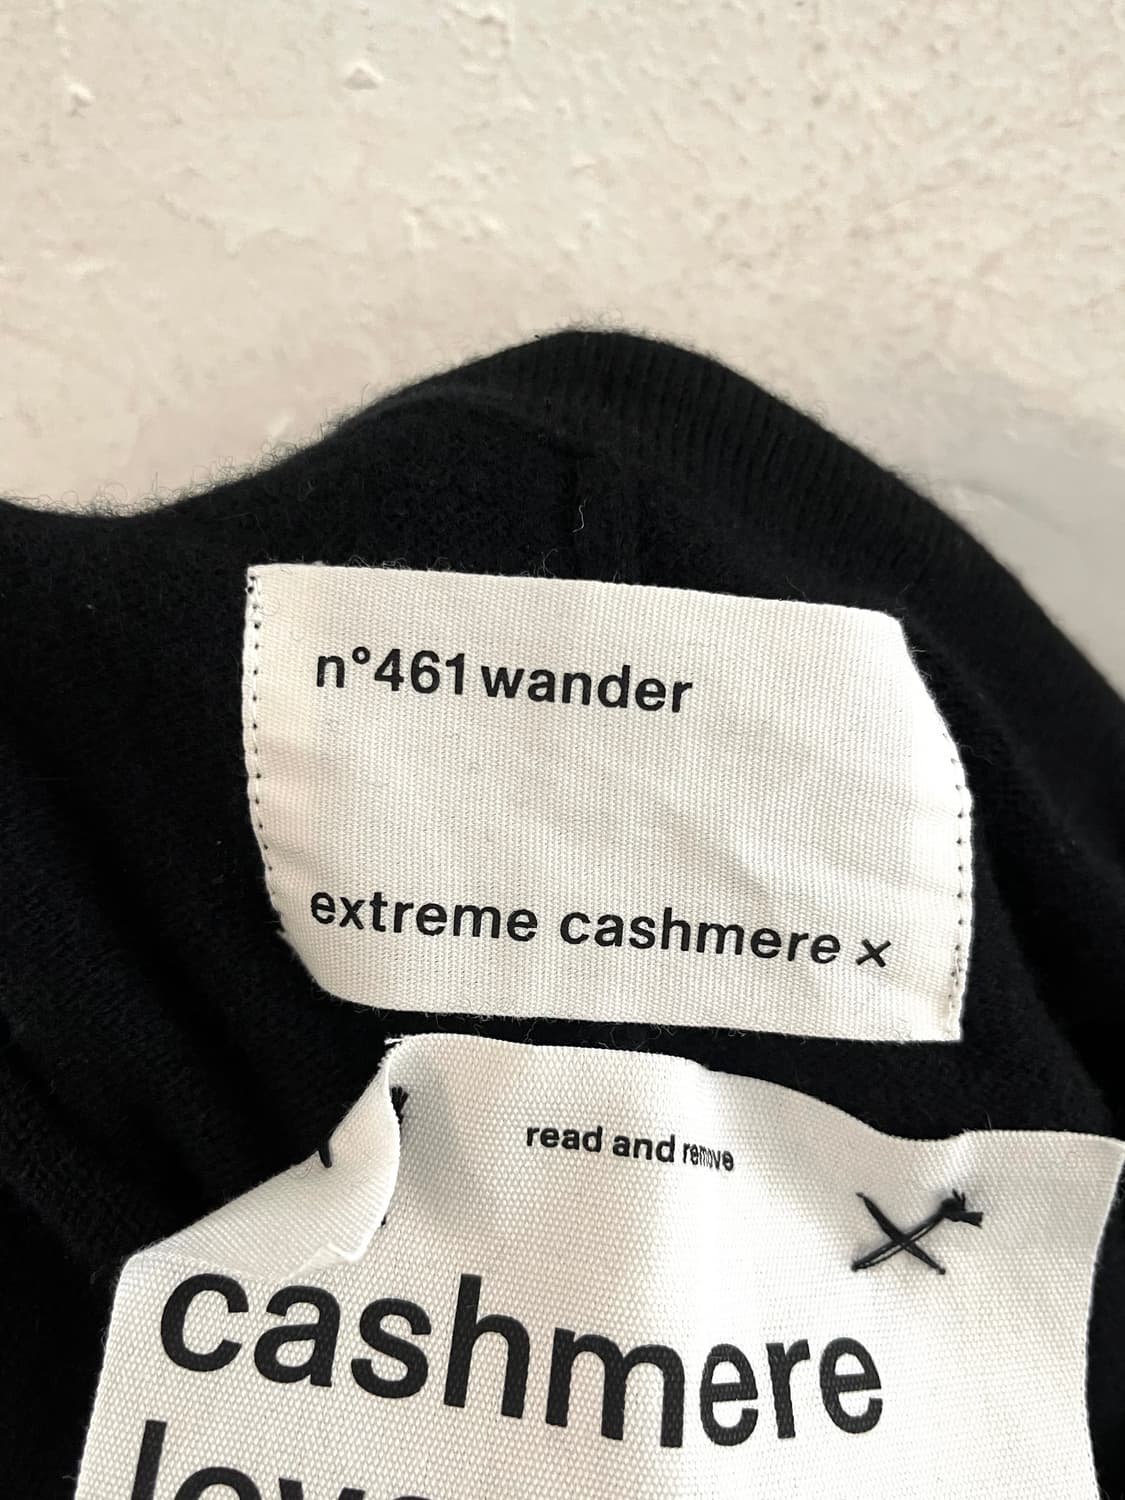 n°461 wander
extreme cashmere ×
read and remove
cashmere